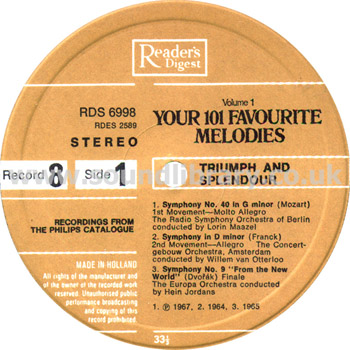 Reader's
Digest
RDS 6998
RDES 2589
STEREO
Volume 1
YOUR 101 FAVOURITE
MELODIES
Record 8 Side 1
TRIUMPH AND
SPLENDOUR
RECORDINGS FROM
THE PHILIPS CATALOGUE
1. Symphony No. 40 in G minor (Mozart)
1st Movement—Molto Allegro
The Radio Symphony Orchestra of Berlin
conducted by Lorin Maazel
2. Symphony in D minor (Franck)
2nd Movement—Allegro The Concert-
gebouw Orchestra, Amsterdam
conducted by Willem van Otterloo
3. Symphony No. 9 "From the New
World" (Dvořák) Finale
The Europa Orchestra conducted
by Hein Jordans
1. ℗ 1967, 2. 1964, 3. 1965
MADE IN HOLLAND
All rights of the manufacturer and
of the owner of the recorded work
reserved. Unauthorised public
performance broadcasting
and copying of this
record prohibited.
33⅓